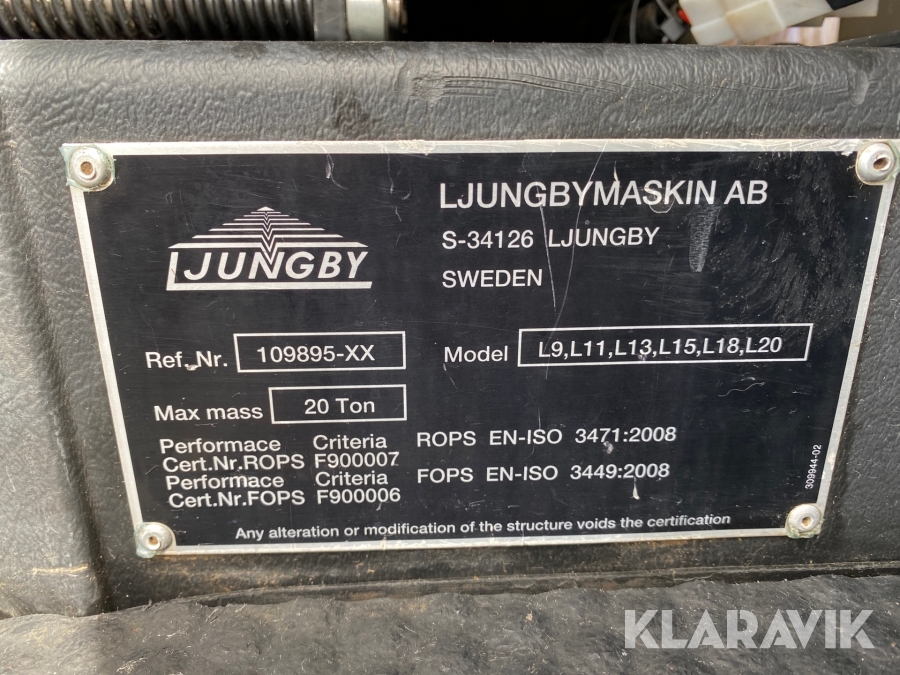 LJUNGBY
LJUNGBYMASKIN AB
S-34126 LJUNGBY
SWEDEN
Ref.Nr. 109895-XX
Model L9,L11,L13,L15,L18,L20
Max mass 20 Ton
Performace Criteria ROPS EN-ISO 3471:2008
Cert.Nr.ROPS F900007
Performace Criteria FOPS EN-ISO 3449:2008
Cert.Nr.FOPS F900006
309944-02
Any alteration or modification of the structure voids the certification
KLARAVIK